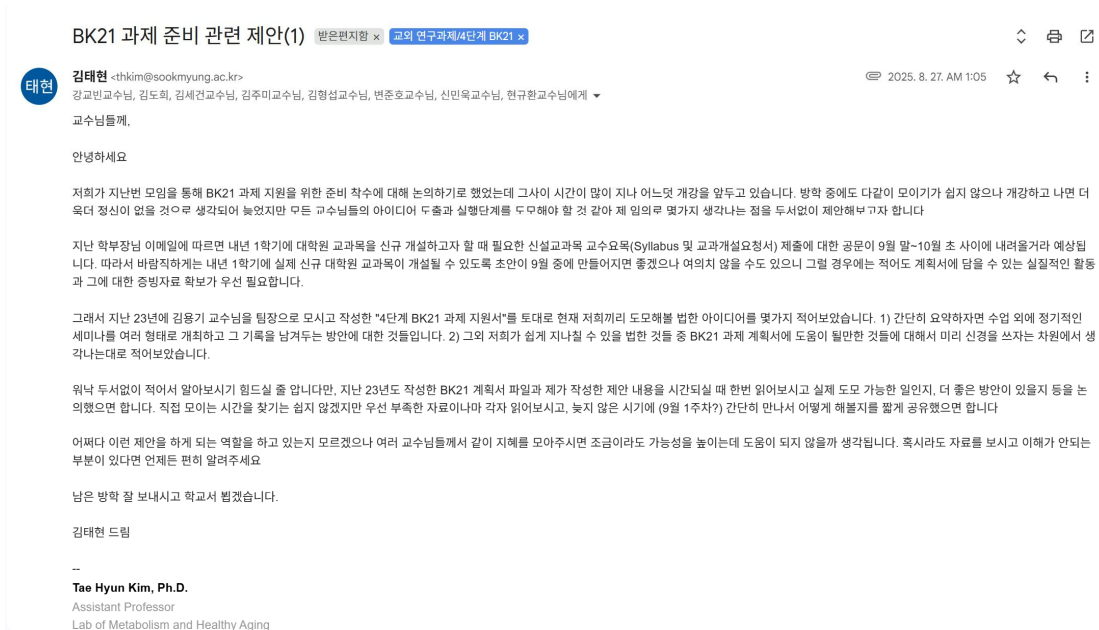 BK21 과제 준비 관련 제안(1) 받은편지함 × 교외 연구과제/4단계 BK21 ×
태현
김태현 <thkim@sookmyung.ac.kr>
2025. 8. 27. AM 1:05
강교빈교수님, 김도희, 김세건교수님, 김주미교수님, 김형섭교수님, 변준호교수님, 신민욱교수님, 현규환교수님에게
교수님들께,
안녕하세요
저희가 지난번 모임을 통해 BK21 과제 지원을 위한 준비 착수에 대해 논의하기로 했었는데 그사이 시간이 많이 지나 어느덧 개강을 앞두고 있습니다. 방학 중에도 다같이 모이기가 쉽지 않으나 개강하고 나면 더
욱더 정신이 없을 것으로 생각되어 늦었지만 모든 교수님들의 아이디어 도출과 실행단계를 도모해야 할 것 같아 제 임의로 몇가지 생각나는 점을 두서없이 제안해보고자 합니다
지난 학부장님 이메일에 따르면 내년 1학기에 대학원 교과목을 신규 개설하고자 할 때 필요한 신설교과목 교수요목(Syllabus 및 교과개설요청서) 제출에 대한 공문이 9월 말~10월 초 사이에 내려올거라 예상됩
니다. 따라서 바람직하게는 내년 1학기에 실제 신규 대학원 교과목이 개설될 수 있도록 초안이 9월 중에 만들어지면 좋겠으나 여의치 않을 수도 있으니 그럴 경우에는 적어도 계획서에 담을 수 있는 실질적인 활동
과 그에 대한 증빙자료 확보가 우선 필요합니다.
그래서 지난 23년에 김용기 교수님을 팀장으로 모시고 작성한 "4단계 BK21 과제 지원서"를 토대로 현재 저희끼리 도모해볼 법한 아이디어를 몇가지 적어보았습니다. 1) 간단히 요약하자면 수업 외에 정기적인
세미나를 여러 형태로 개최하고 그 기록을 남겨두는 방안에 대한 것들입니다. 2) 그외 저희가 쉽게 지나칠 수 있을 법한 것들 중 BK21 과제 계획서에 도움이 될만한 것들에 대해서 미리 신경을 쓰자는 차원에서 생
각나는대로 적어보았습니다.
워낙 두서없이 적어서 알아보시기 힘드실 줄 압니다만, 지난 23년도 작성한 BK21 계획서 파일과 제가 작성한 제안 내용을 시간되실 때 한번 읽어보시고 실제 도모 가능한 일인지, 더 좋은 방안이 있을지 등을 논
의했으면 합니다. 직접 모이는 시간을 찾기는 쉽지 않겠지만 우선 부족한 자료이나마 각자 읽어보시고, 늦지 않은 시기에 (9월 1주차?) 간단히 만나서 어떻게 해볼지를 짧게 공유했으면 합니다
어쩌다 이런 제안을 하게 되는 역할을 하고 있는지 모르겠으나 여러 교수님들께서 같이 지혜를 모아주시면 조금이라도 가능성을 높이는데 도움이 되지 않을까 생각됩니다. 혹시라도 자료를 보시고 이해가 안되는
부분이 있다면 언제든 편히 알려주세요
남은 방학 잘 보내시고 학교서 뵙겠습니다.
김태현 드림
--
Tae Hyun Kim, Ph.D.
Assistant Professor
Lab of Metabolism and Healthy Aging